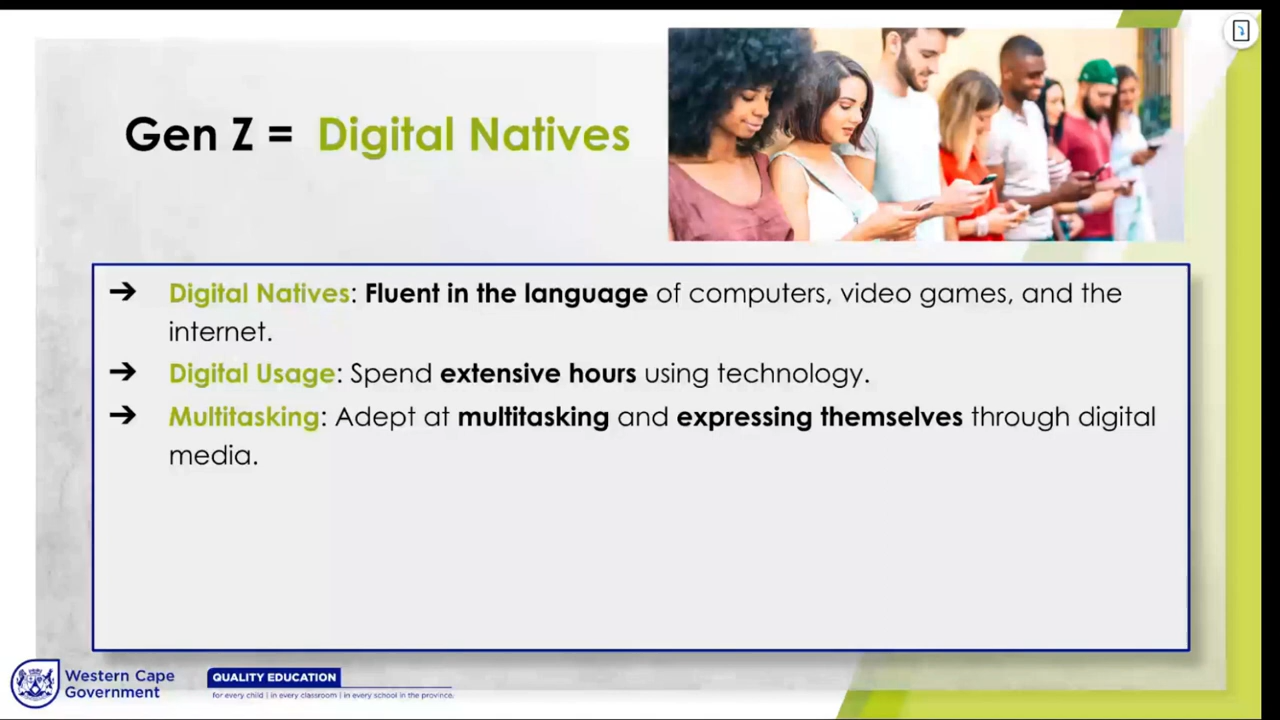 Gen Z = Digital Natives
➔ Digital Natives: Fluent in the language of computers, video games, and the
internet.
➔ Digital Usage: Spend extensive hours using technology.
➔ Multitasking: Adept at multitasking and expressing themselves through digital
media.
Western Cape
Government
QUALITY EDUCATION
for every child | in every classroom | in every school in the province.